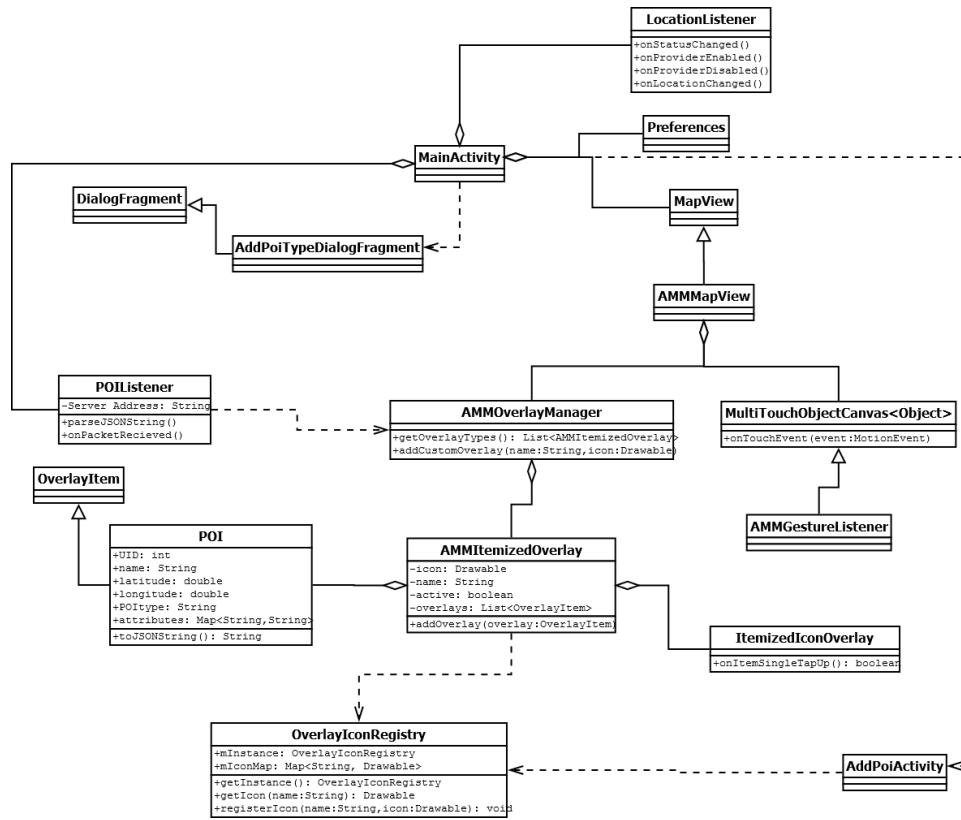 LocationListener
+onStatusChanged()
+onProviderEnabled()
+onProviderDisabled()
+onLocationChanged()
Preferences
MainActivity
DialogFragment
MapView
AddPoiTypeDialogFragment
AMMMapView
POIListener
-Server Address: String
+parseJSONString()
+onPacketRecieved()
AMMOverlayManager
+getOverlayTypes(): List<AMMItemizedOverlay>
+addCustomOverlay(name:String,icon:Drawable)
MultiTouchObjectCanvas<Object>
+onTouchEvent(event:MotionEvent)
OverlayItem
AMMGestureListener
POI
+UID: int
+name: String
+latitude: double
+longitude: double
+POItype: String
+attributes: Map<String,String>
+toJSONString(): String
AMMItemizedOverlay
-icon: Drawable
-name: String
-active: boolean
-overlays: List<OverlayItem>
+addOverlay(overlay:OverlayItem)
ItemizedIconOverlay
+onItemSingleTapUp(): boolean
OverlayIconRegistry
+mInstance: OverlayIconRegistry
+mIconMap: Map<String, Drawable>
+getInstance(): OverlayIconRegistry
+getIcon(name:String): Drawable
+registerIcon(name:String,icon:Drawable): void
AddPoiActivity